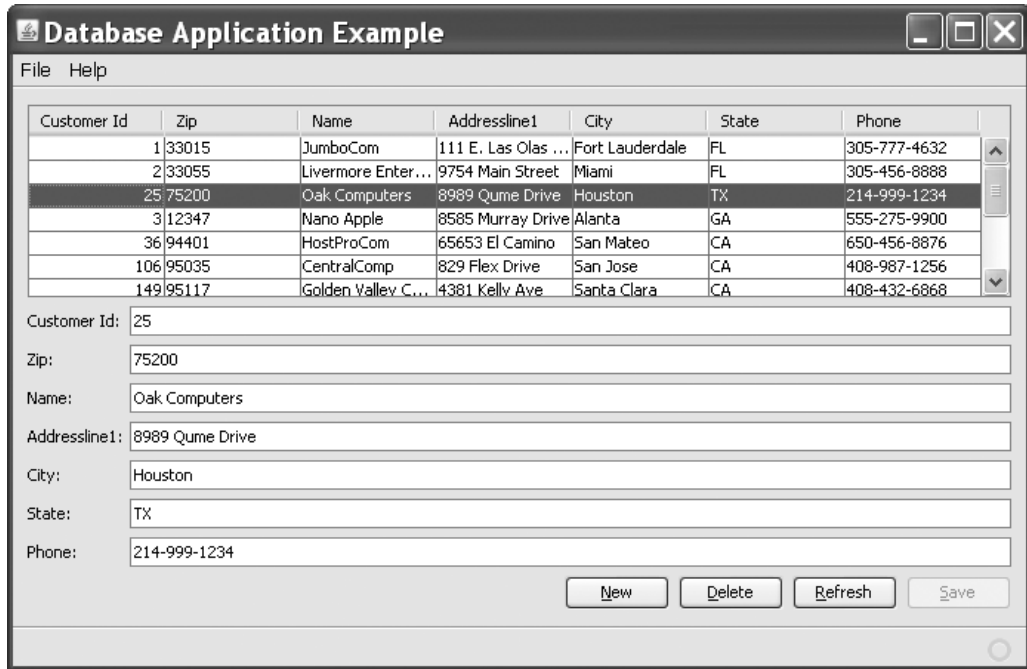 Database Application Example
File Help
Customer Id Zip Name Addressline1 City State Phone
1 33015 JumboCom 111 E. Las Olas ... Fort Lauderdale FL 305-777-4632
2 33055 Livermore Enter... 9754 Main Street Miami FL 305-456-8888
25 75200 Oak Computers 8989 Qume Drive Houston TX 214-999-1234
3 12347 Nano Apple 8585 Murray Drive Alanta GA 555-275-9900
36 94401 HostProCom 65653 El Camino San Mateo CA 650-456-8876
106 95035 CentralComp 829 Flex Drive San Jose CA 408-987-1256
149 95117 Golden Valley C... 4381 Kelly Ave Santa Clara CA 408-432-6868
Customer Id: 25
Zip: 75200
Name: Oak Computers
Addressline1: 8989 Qume Drive
City: Houston
State: TX
Phone: 214-999-1234
New Delete Refresh Save